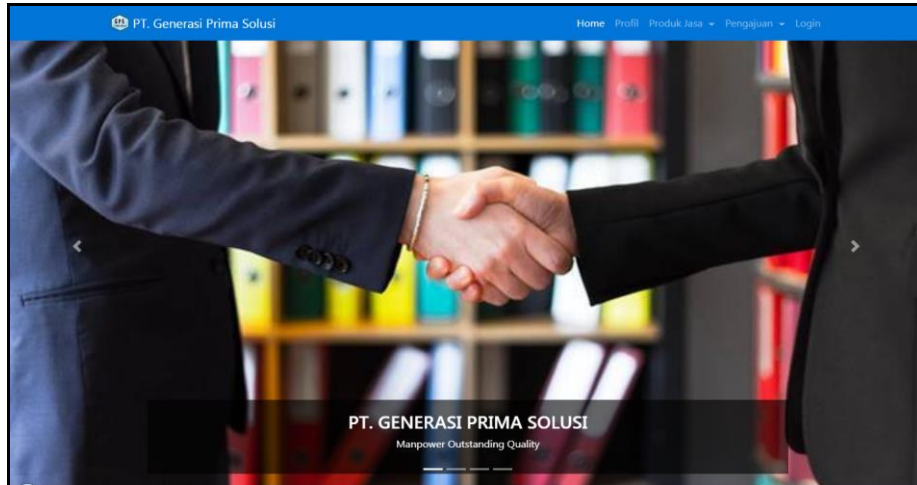 PT. Generasi Prima Solusi
Home Profil Produk Jasa Pengajuan Login
PT. GENERASI PRIMA SOLUSI
Manpower Outstanding Quality